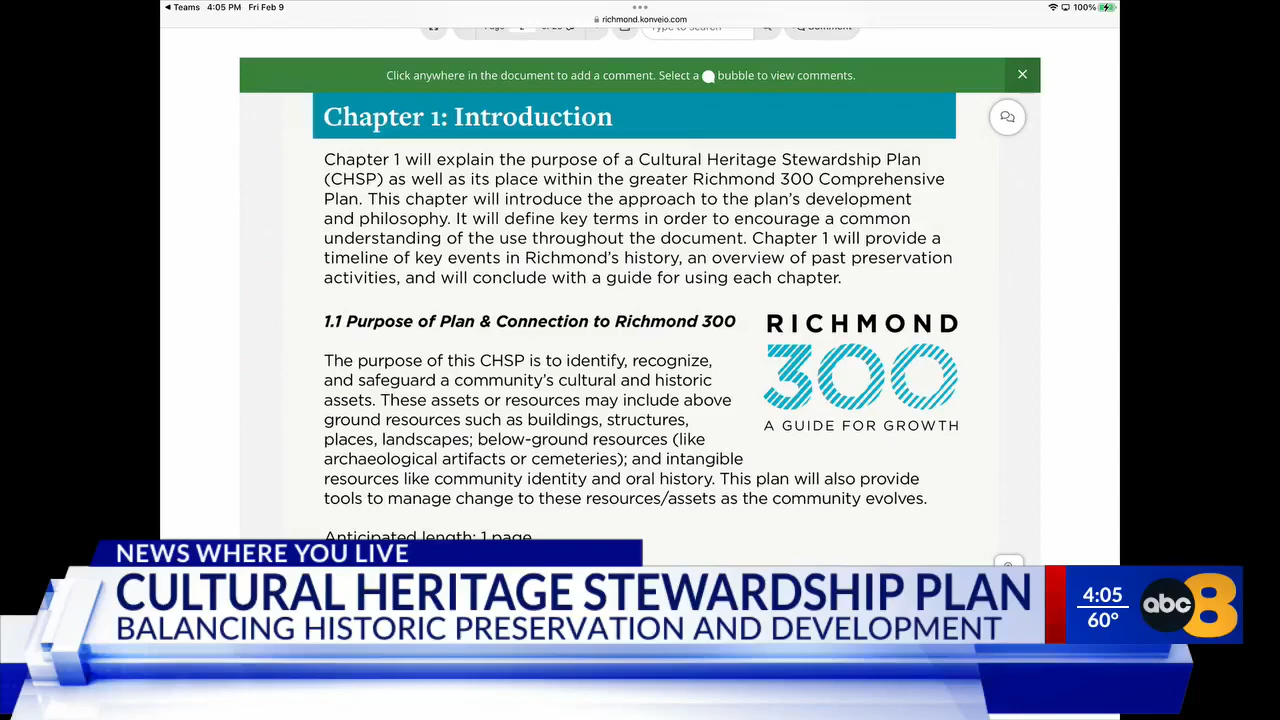 Teams 4:05 PM Fri Feb 9
100%
richmond.konveio.com
Page
Type to search
Comment
Click anywhere in the document to add a comment. Select a bubble to view comments.
Chapter 1: Introduction
Chapter 1 will explain the purpose of a Cultural Heritage Stewardship Plan
(CHSP) as well as its place within the greater Richmond 300 Comprehensive
Plan. This chapter will introduce the approach to the plan's development
and philosophy. It will define key terms in order to encourage a common
understanding of the use throughout the document. Chapter 1 will provide a
timeline of key events in Richmond's history, an overview of past preservation
activities, and will conclude with a guide for using each chapter.
1.1 Purpose of Plan & Connection to Richmond 300
The purpose of this CHSP is to identify, recognize,
and safeguard a community's cultural and historic
assets. These assets or resources may include above
ground resources such as buildings, structures,
places, landscapes; below-ground resources (like
archaeological artifacts or cemeteries); and intangible
resources like community identity and oral history. This plan will also provide
tools to manage change to these resources/assets as the community evolves.
RICHMOND
300
A GUIDE FOR GROWTH
Anticipated length: 1 page
NEWS WHERE YOU LIVE
CULTURAL HERITAGE STEWARDSHIP PLAN
BALANCING HISTORIC PRESERVATION AND DEVELOPMENT
4:05
60°
abc 8